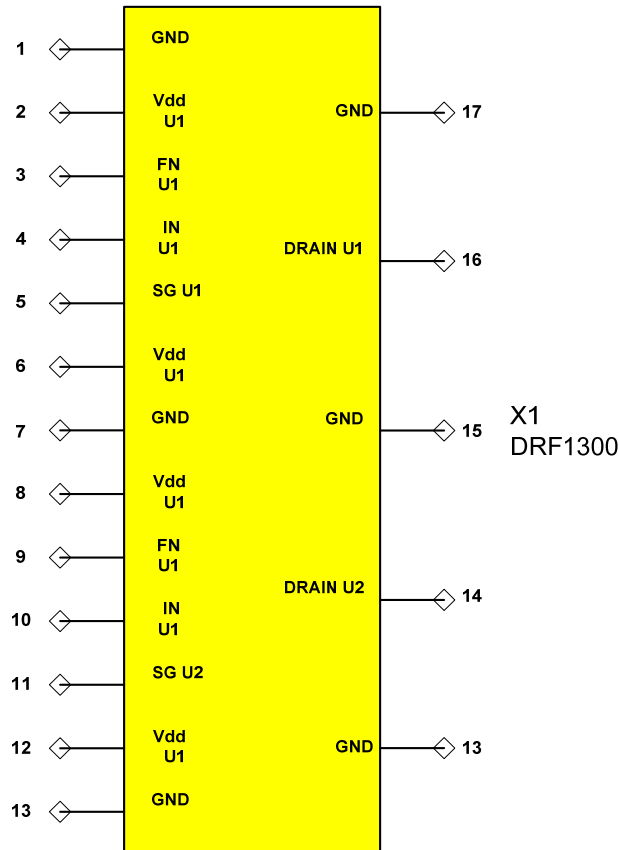 1 GND
2 Vdd
U1
GND 17
3 FN
U1
4 IN
U1
DRAIN U1 16
5 SG U1
6 Vdd
U1
7 GND
GND 15
X1
DRF1300
8 Vdd
U1
9 FN
U1
DRAIN U2 14
10 IN
U1
11 SG U2
12 Vdd
U1
GND 13
13 GND